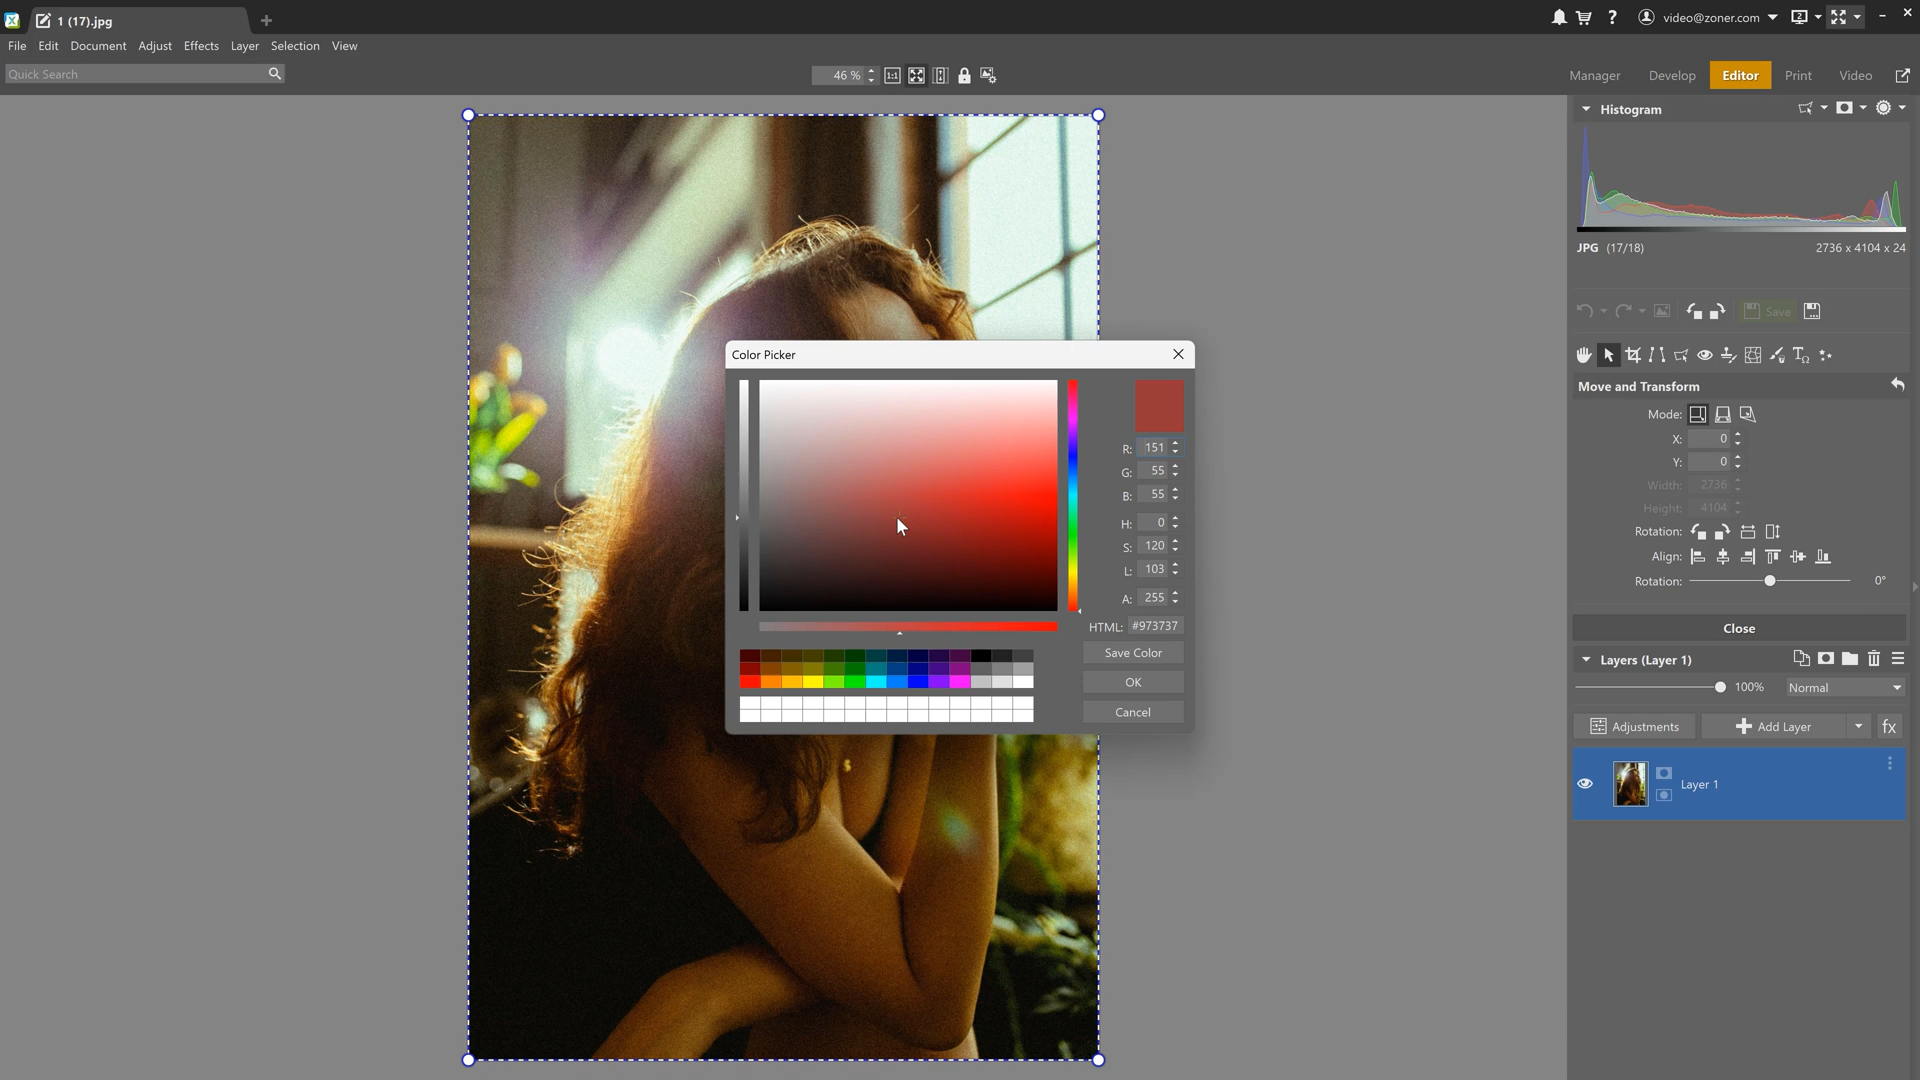 1 (17).jpg
video@zoner.com
2
File Edit Document Adjust Effects Layer Selection View
Quick Search
46 %
1:1
Manager Develop Editor Print Video
Histogram
JPG (17/18) 2736 x 4104 x 24
Save
Move and Transform
Mode:
X: 0
Y: 0
Width: 2736
Height: 4104
Rotation:
Align:
Rotation: 0°
Close
Layers (Layer 1)
100% Normal
Adjustments Add Layer fx
Layer 1
Color Picker
R: 151
G: 55
B: 55
H: 0
S: 120
L: 103
A: 255
HTML: #973737
Save Color
OK
Cancel